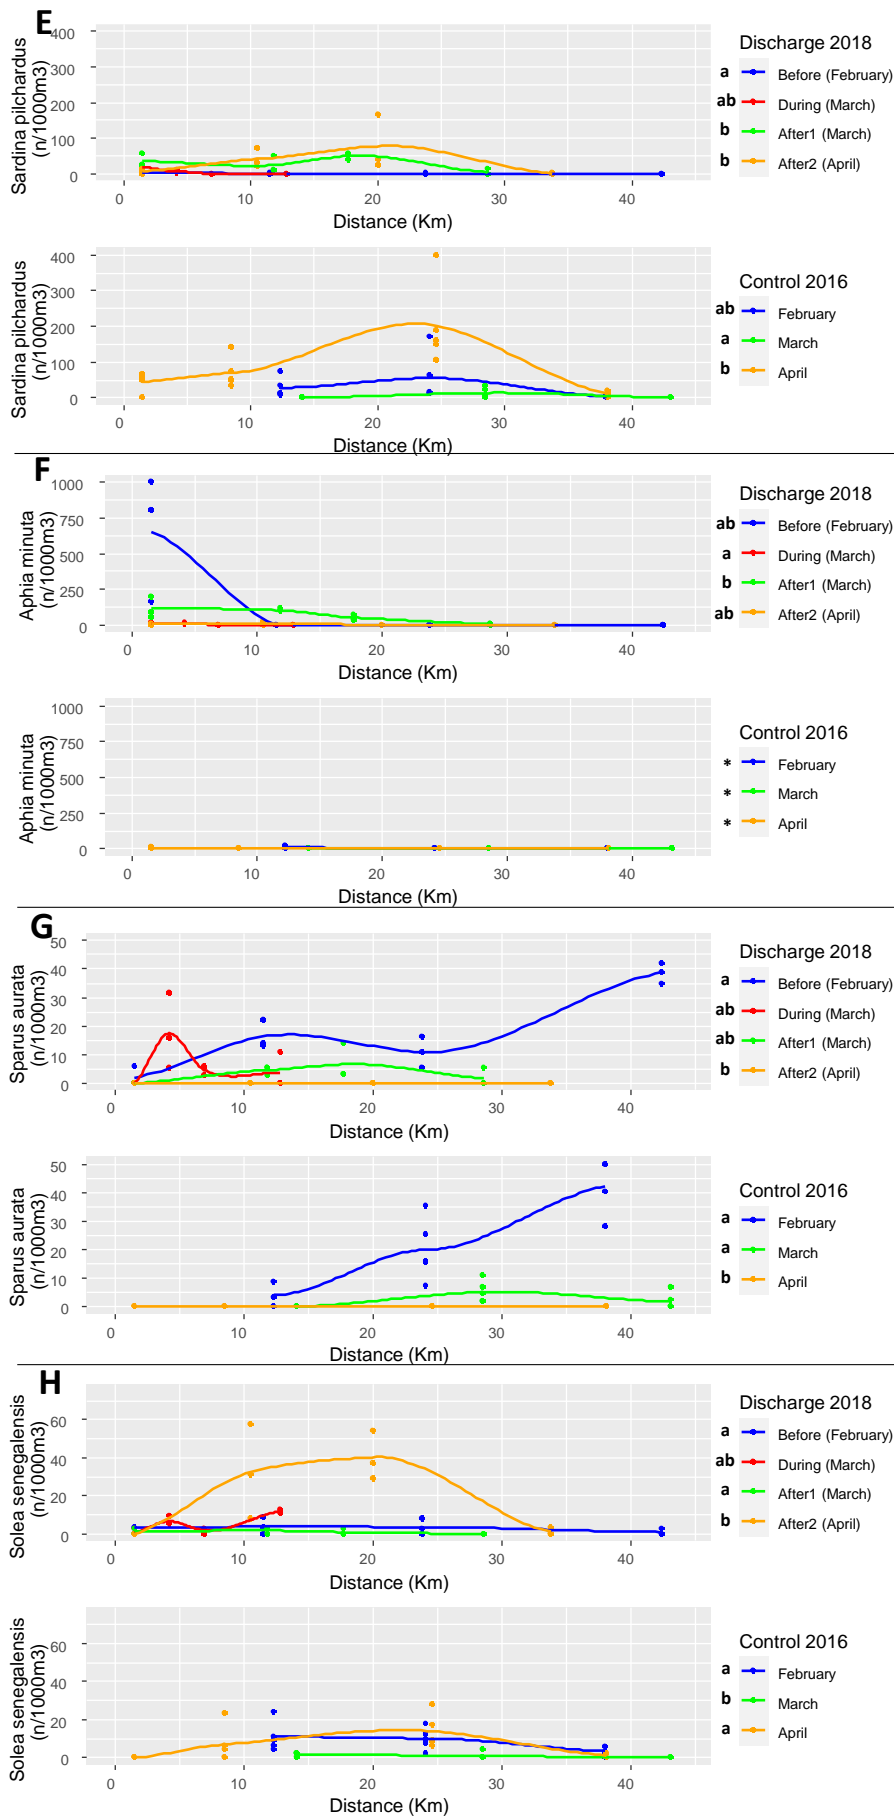 E
Sardina pilchardus
(n/1000m3)
400
300
200
100
0
0
10
20
30
40
Distance (Km)
Discharge 2018
a Before (February)
ab During (March)
b After1 (March)
b After2 (April)
Sardina pilchardus
(n/1000m3)
400
300
200
100
0
0
10
20
30
40
Distance (Km)
Control 2016
ab February
a March
b April
F
Aphia minuta
(n/1000m3)
1000
750
500
250
0
0
10
20
30
40
Distance (Km)
Discharge 2018
ab Before (February)
a During (March)
b After1 (March)
ab After2 (April)
Aphia minuta
(n/1000m3)
1000
750
500
250
0
0
10
20
30
40
Distance (Km)
Control 2016
* February
* March
* April
G
Sparus aurata
(n/1000m3)
50
40
30
20
10
0
0
10
20
30
40
Distance (Km)
Discharge 2018
a Before (February)
ab During (March)
ab After1 (March)
b After2 (April)
Sparus aurata
(n/1000m3)
50
40
30
20
10
0
0
10
20
30
40
Distance (Km)
Control 2016
a February
a March
b April
H
Solea senegalensis
(n/1000m3)
60
40
20
0
0
10
20
30
40
Distance (Km)
Discharge 2018
a Before (February)
ab During (March)
a After1 (March)
b After2 (April)
Solea senegalensis
(n/1000m3)
60
40
20
0
0
10
20
30
40
Distance (Km)
Control 2016
a February
b March
a April